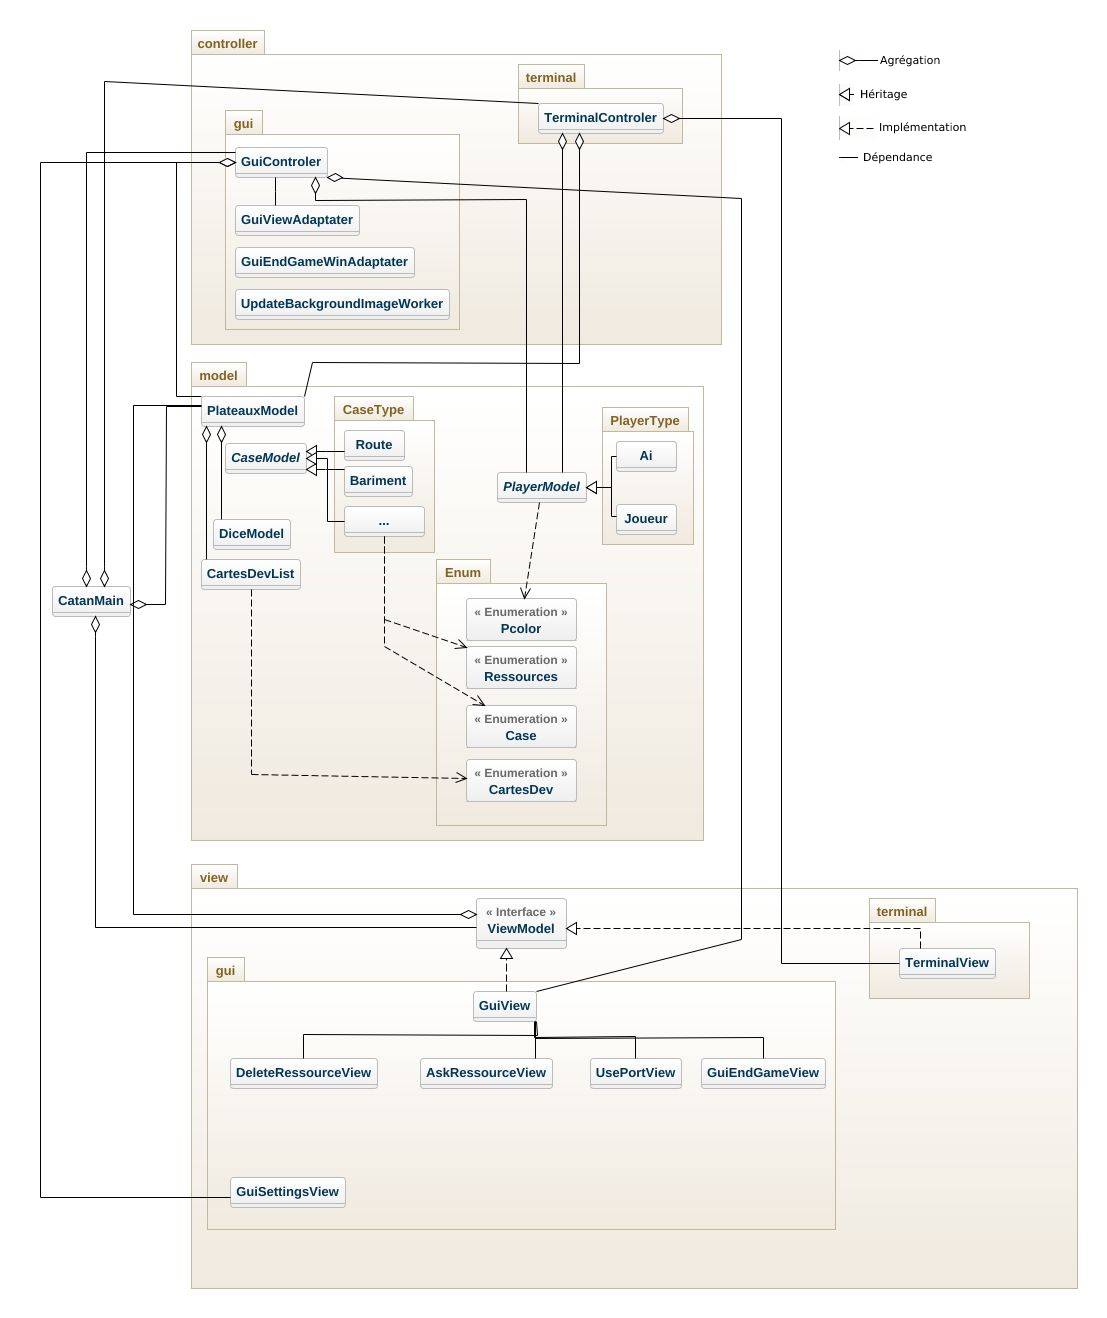 controller
terminal
TerminalControler
gui
GuiControler
GuiViewAdaptater
GuiEndGameWinAdaptater
UpdateBackgroundImageWorker
Agrégation
Héritage
Implémentation
Dépendance
model
PlateauxModel
CaseModel
DiceModel
CartesDevList
CaseType
Route
Bariment
...
PlayerModel
PlayerType
Ai
Joueur
Enum
« Enumeration »
Pcolor
« Enumeration »
Ressources
« Enumeration »
Case
« Enumeration »
CartesDev
CatanMain
view
« Interface »
ViewModel
terminal
TerminalView
gui
GuiView
DeleteRessourceView
AskRessourceView
UsePortView
GuiEndGameView
GuiSettingsView